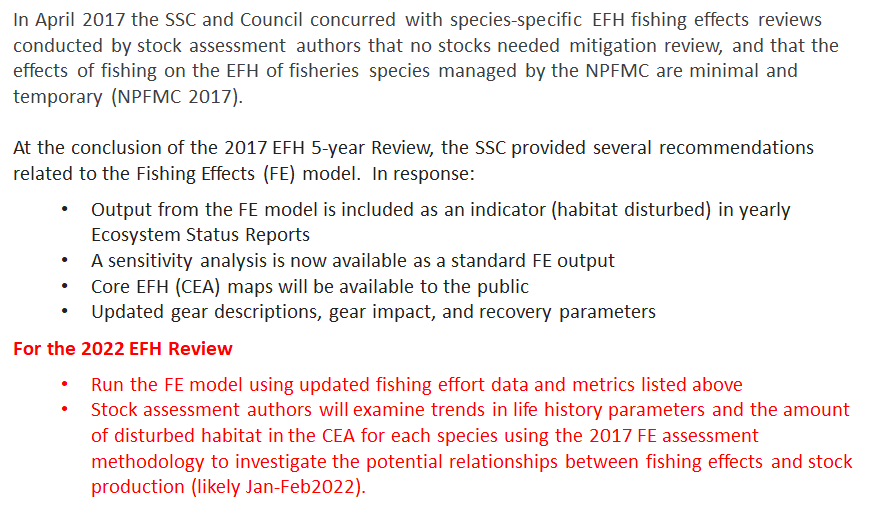 In April 2017 the SSC and Council concurred with species-specific EFH fishing effects reviews
conducted by stock assessment authors that no stocks needed mitigation review, and that the
effects of fishing on the EFH of fisheries species managed by the NPFMC are minimal and
temporary (NPFMC 2017).
At the conclusion of the 2017 EFH 5-year Review, the SSC provided several recommendations
related to the Fishing Effects (FE) model. In response:
• Output from the FE model is included as an indicator (habitat disturbed) in yearly
Ecosystem Status Reports
• A sensitivity analysis is now available as a standard FE output
• Core EFH (CEA) maps will be available to the public
• Updated gear descriptions, gear impact, and recovery parameters
For the 2022 EFH Review
• Run the FE model using updated fishing effort data and metrics listed above
• Stock assessment authors will examine trends in life history parameters and the amount
of disturbed habitat in the CEA for each species using the 2017 FE assessment
methodology to investigate the potential relationships between fishing effects and stock
production (likely Jan-Feb2022).